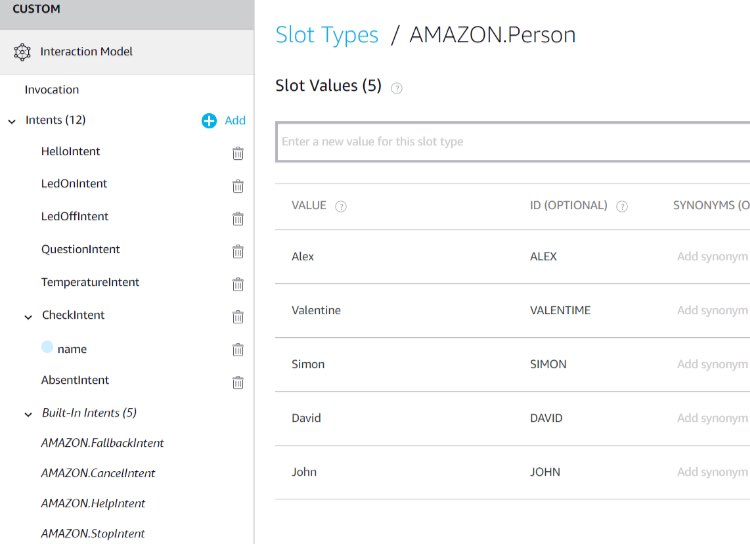 CUSTOM
Interaction Model
Invocation
Intents (12)
Add
HelloIntent
LedOnIntent
LedOffIntent
QuestionIntent
TemperatureIntent
CheckIntent
name
AbsentIntent
Built-In Intents (5)
AMAZON.FallbackIntent
AMAZON.CancelIntent
AMAZON.HelpIntent
AMAZON.StopIntent
Slot Types / AMAZON.Person
Slot Values (5) ?
Enter a new value for this slot type
VALUE ? ID (OPTIONAL) ? SYNONYMS (O
Alex ALEX Add synonym
Valentine VALENTIME Add synonym
Simon SIMON Add synonym
David DAVID Add synonym
John JOHN Add synonym